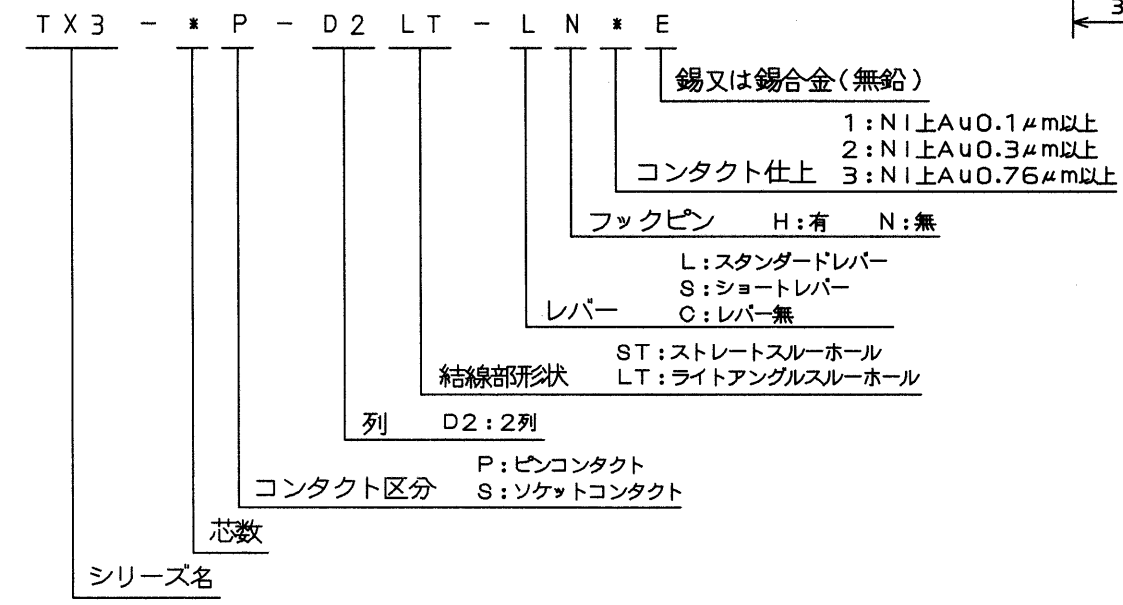 TX3-*P-D2LT-LN*E
3
錫又は錫合金(無鉛)
1:NI上Au0.1μm以上
2:NI上Au0.3μm以上
コンタクト仕上 3:NI上Au0.76μm以上
フックピン H:有 N:無
L:スタンダードレバー
S:ショートレバー
レバー C:レバー無
ST:ストレートスルーホール
結線部形状 LT:ライトアングルスルーホール
列 D2:2列
P:ピンコンタクト
コンタクト区分 S:ソケットコンタクト
芯数
シリーズ名